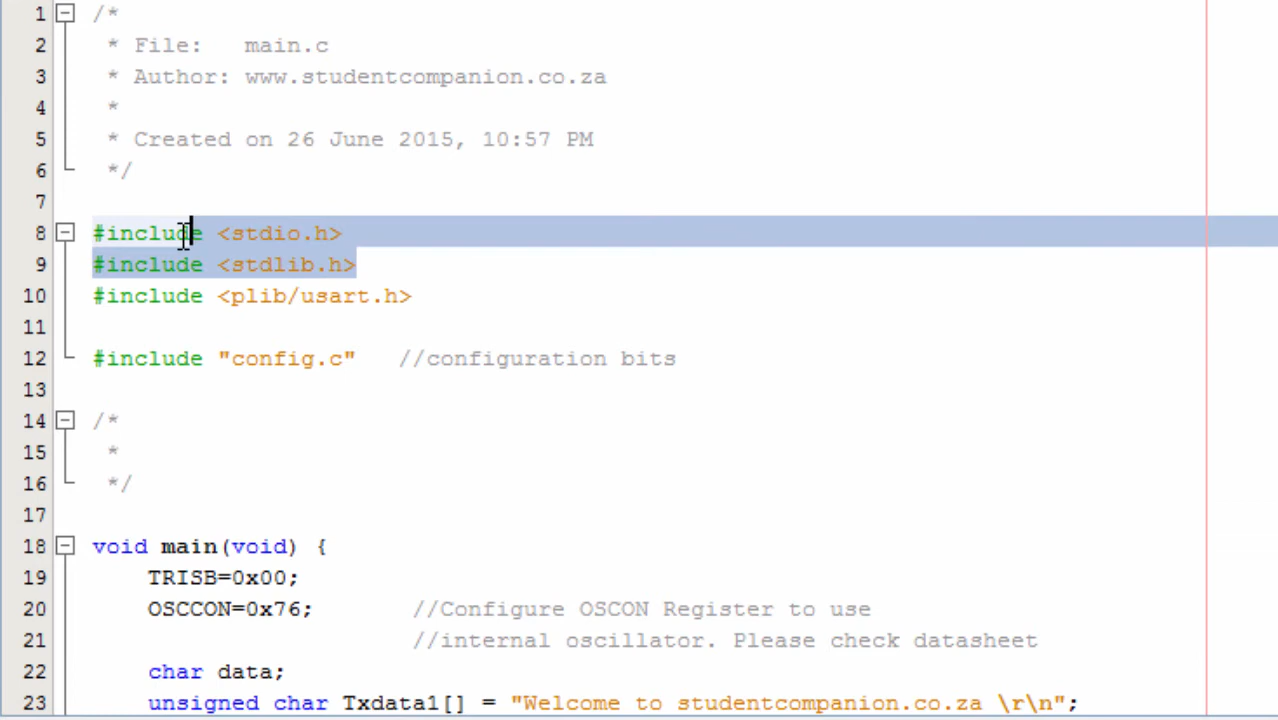 1 /*
2 * File:   main.c
3 * Author: www.studentcompanion.co.za
4 *
5 * Created on 26 June 2015, 10:57 PM
6 */
7
8 #include <stdio.h>
9 #include <stdlib.h>
10 #include <plib/usart.h>
11
12 #include "config.c"   //configuration bits
13
14 /*
15 *
16 */
17
18 void main(void) {
19 TRISB=0x00;
20 OSCCON=0x76;       //Configure OSCON Register to use
21 //internal oscillator. Please check datasheet
22 char data;
23 unsigned char Txdata1[] = "Welcome to studentcompanion.co.za \r\n";